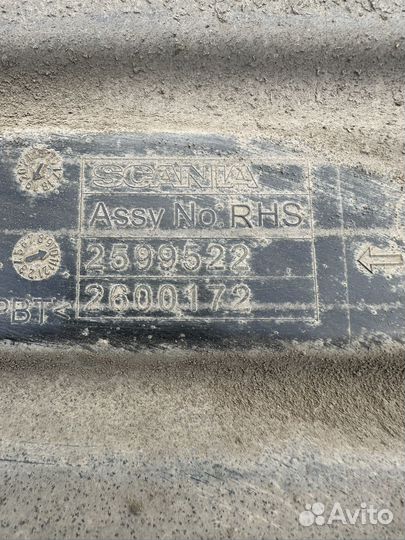 SCANIA
Assy No RHS
2599522
2600172
PBT<
Avito